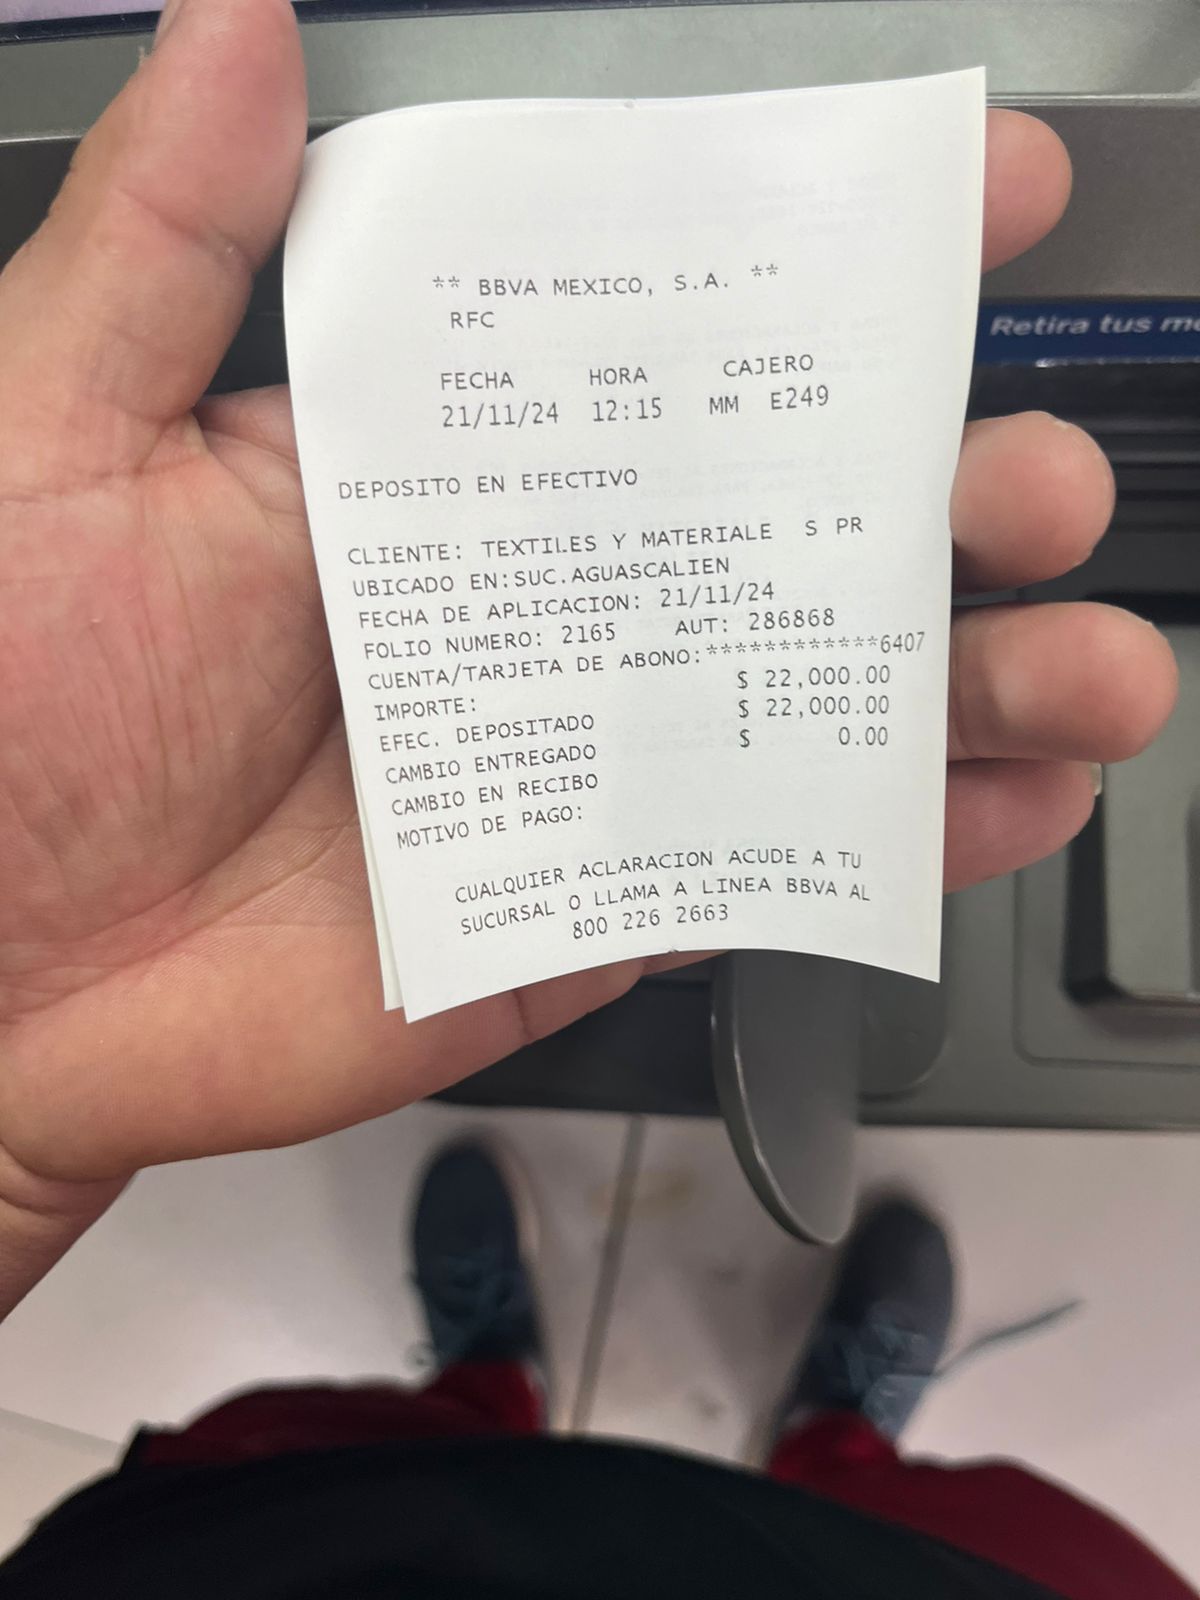 ** BBVA MEXICO, S.A. **
RFC
FECHA HORA CAJERO
21/11/24 12:15 MM E249
DEPOSITO EN EFECTIVO
CLIENTE: TEXTILES Y MATERIALE S PR
UBICADO EN:SUC.AGUASCALIEN
FECHA DE APLICACION: 21/11/24
FOLIO NUMERO: 2165 AUT: 286868
CUENTA/TARJETA DE ABONO:************6407
IMPORTE: $ 22,000.00
EFEC. DEPOSITADO $ 22,000.00
CAMBIO ENTREGADO $ 0.00
CAMBIO EN RECIBO
MOTIVO DE PAGO:
CUALQUIER ACLARACION ACUDE A TU
SUCURSAL O LLAMA A LINEA BBVA AL
800 226 2663
Retira tus